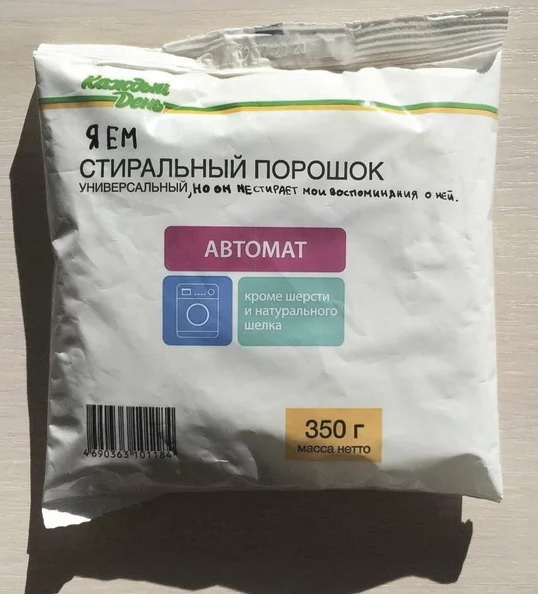 Каждый
День
Я ЕМ
СТИРАЛЬНЫЙ ПОРОШОК
УНИВЕРСАЛЬНЫЙ, НО ОН НЕ СТИРАЕТ МОИ ВОСПОМИНАНИЯ О НЕЙ.
АВТОМАТ
кроме шерсти
и натурального
шелка
350 г
масса нетто
4690363101184